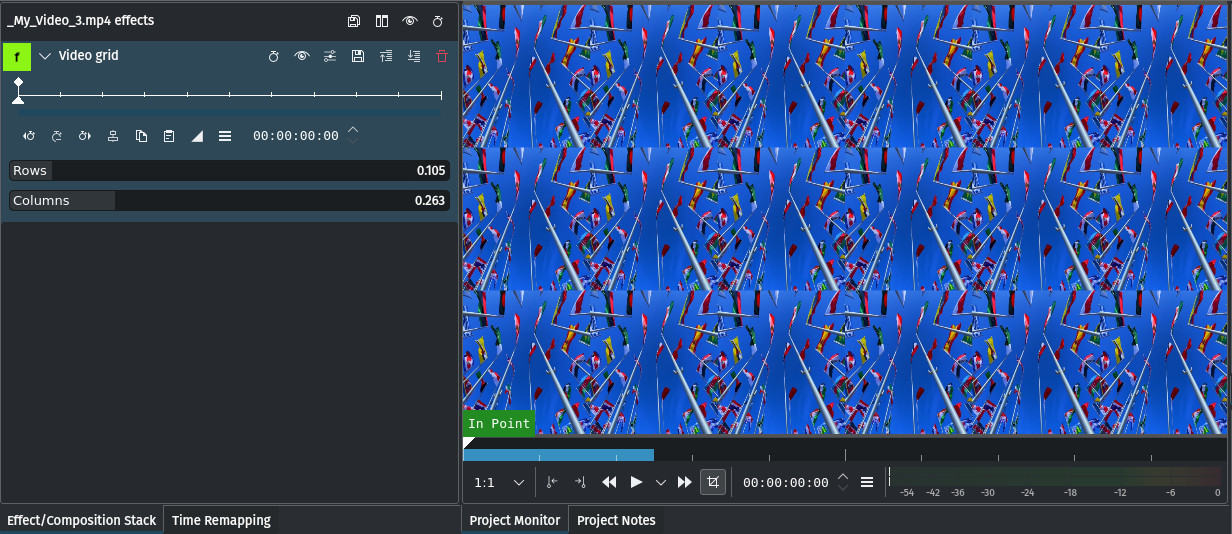 _My_Video_3.mp4 effects
f Video grid
00:00:00:00
Rows 0.105
Columns 0.263
Effect/Composition Stack Time Remapping
In Point
1:1 00:00:00:00
-54 -42 -36 -30 -24 -18 -12 -6 0
Project Monitor Project Notes